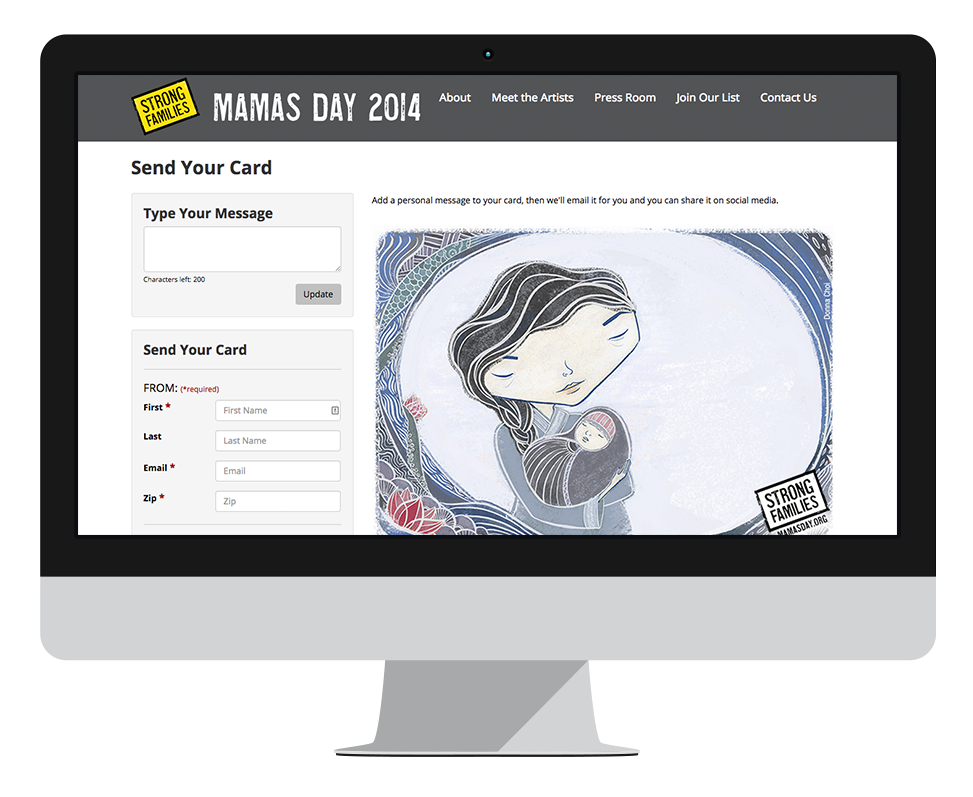 STRONG
FAMILIES
MAMAS DAY 2014
About
Meet the Artists
Press Room
Join Our List
Contact Us
Send Your Card
Type Your Message
Characters left: 200
Update
Send Your Card
FROM: (*required)
First *
First Name
Last
Last Name
Email *
Email
Zip *
Zip
Add a personal message to your card, then we'll email it for you and you can share it on social media.
Donna Choi
STRONG
FAMILIES
MAMASDAY.ORG